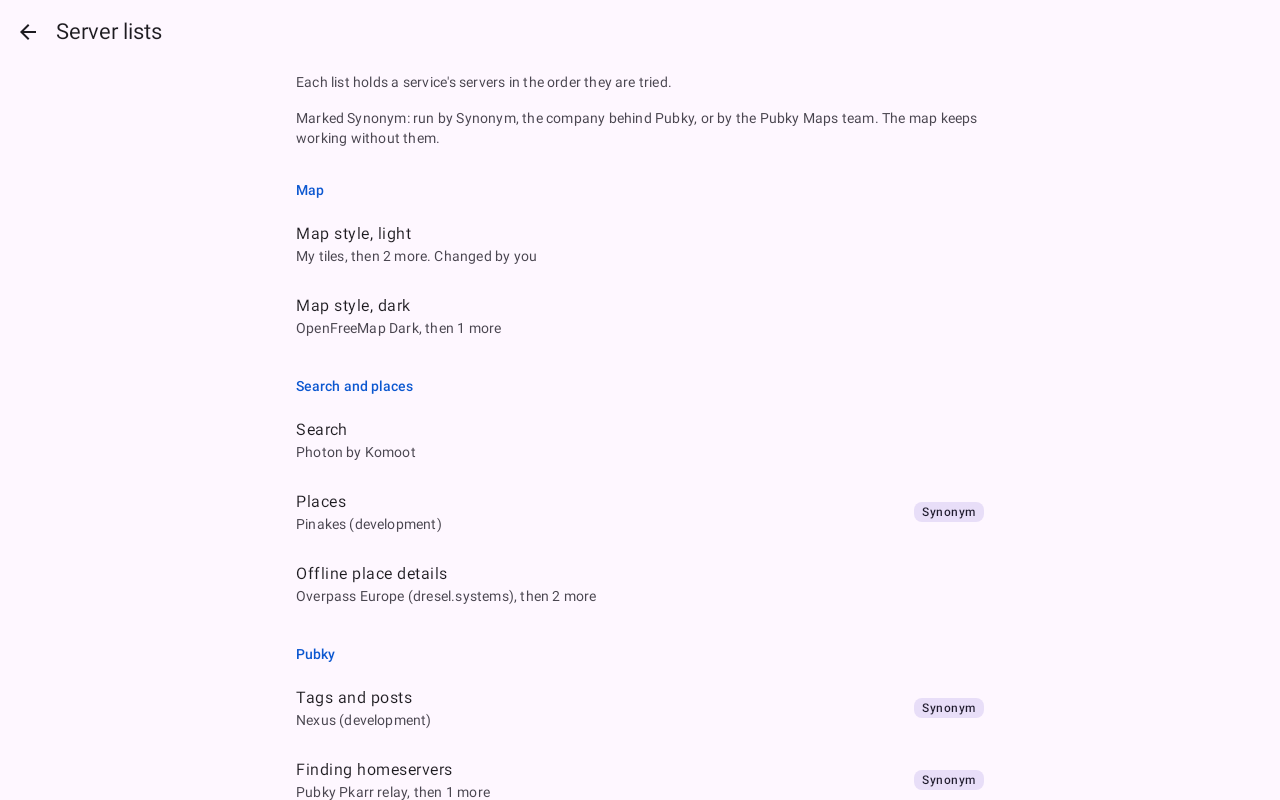 Server lists
Each list holds a service's servers in the order they are tried.
Marked Synonym: run by Synonym, the company behind Pubky, or by the Pubky Maps team. The map keeps
working without them.
Map
Map style, light
My tiles, then 2 more. Changed by you
Map style, dark
OpenFreeMap Dark, then 1 more
Search and places
Search
Photon by Komoot
Places
Pinakes (development)
Synonym
Offline place details
Overpass Europe (dresel.systems), then 2 more
Pubky
Tags and posts
Nexus (development)
Synonym
Finding homeservers
Pubky Pkarr relay, then 1 more
Synonym